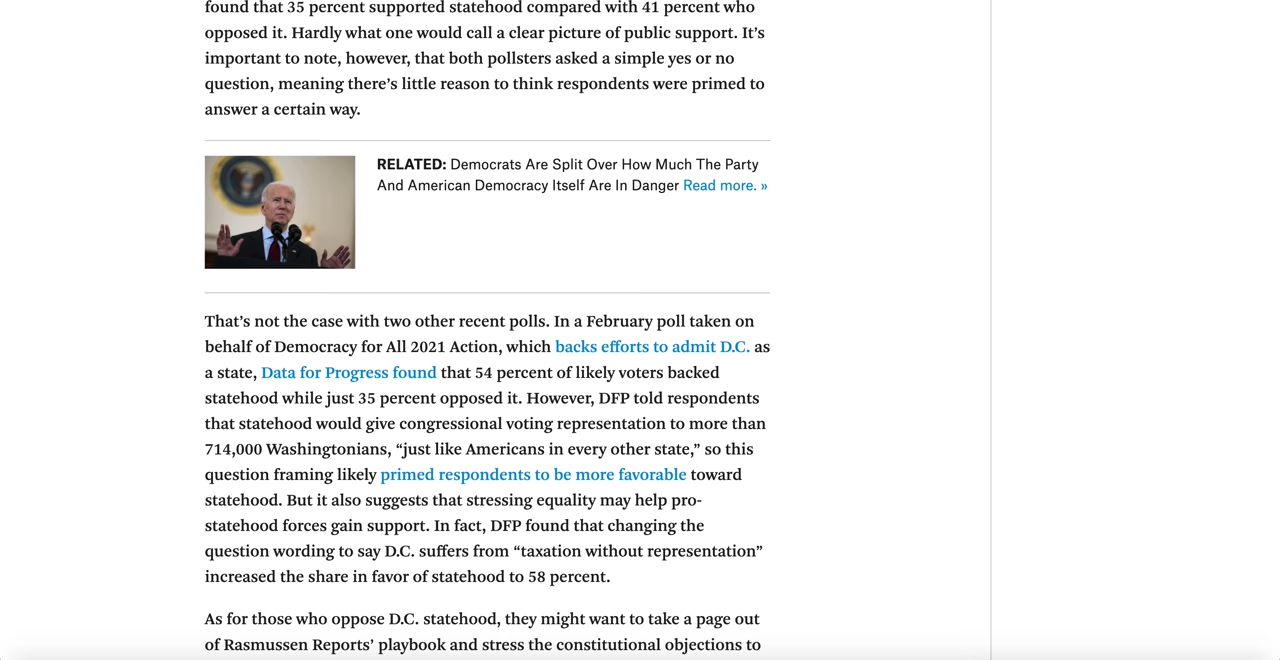 found that 35 percent supported statehood compared with 41 percent who
opposed it. Hardly what one would call a clear picture of public support. It’s
important to note, however, that both pollsters asked a simple yes or no
question, meaning there’s little reason to think respondents were primed to
answer a certain way.
RELATED: Democrats Are Split Over How Much The Party
And American Democracy Itself Are In Danger Read more. »
That’s not the case with two other recent polls. In a February poll taken on
behalf of Democracy for All 2021 Action, which backs efforts to admit D.C. as
a state, Data for Progress found that 54 percent of likely voters backed
statehood while just 35 percent opposed it. However, DFP told respondents
that statehood would give congressional voting representation to more than
714,000 Washingtonians, “just like Americans in every other state,” so this
question framing likely primed respondents to be more favorable toward
statehood. But it also suggests that stressing equality may help pro-
statehood forces gain support. In fact, DFP found that changing the
question wording to say D.C. suffers from “taxation without representation”
increased the share in favor of statehood to 58 percent.
As for those who oppose D.C. statehood, they might want to take a page out
of Rasmussen Reports’ playbook and stress the constitutional objections to